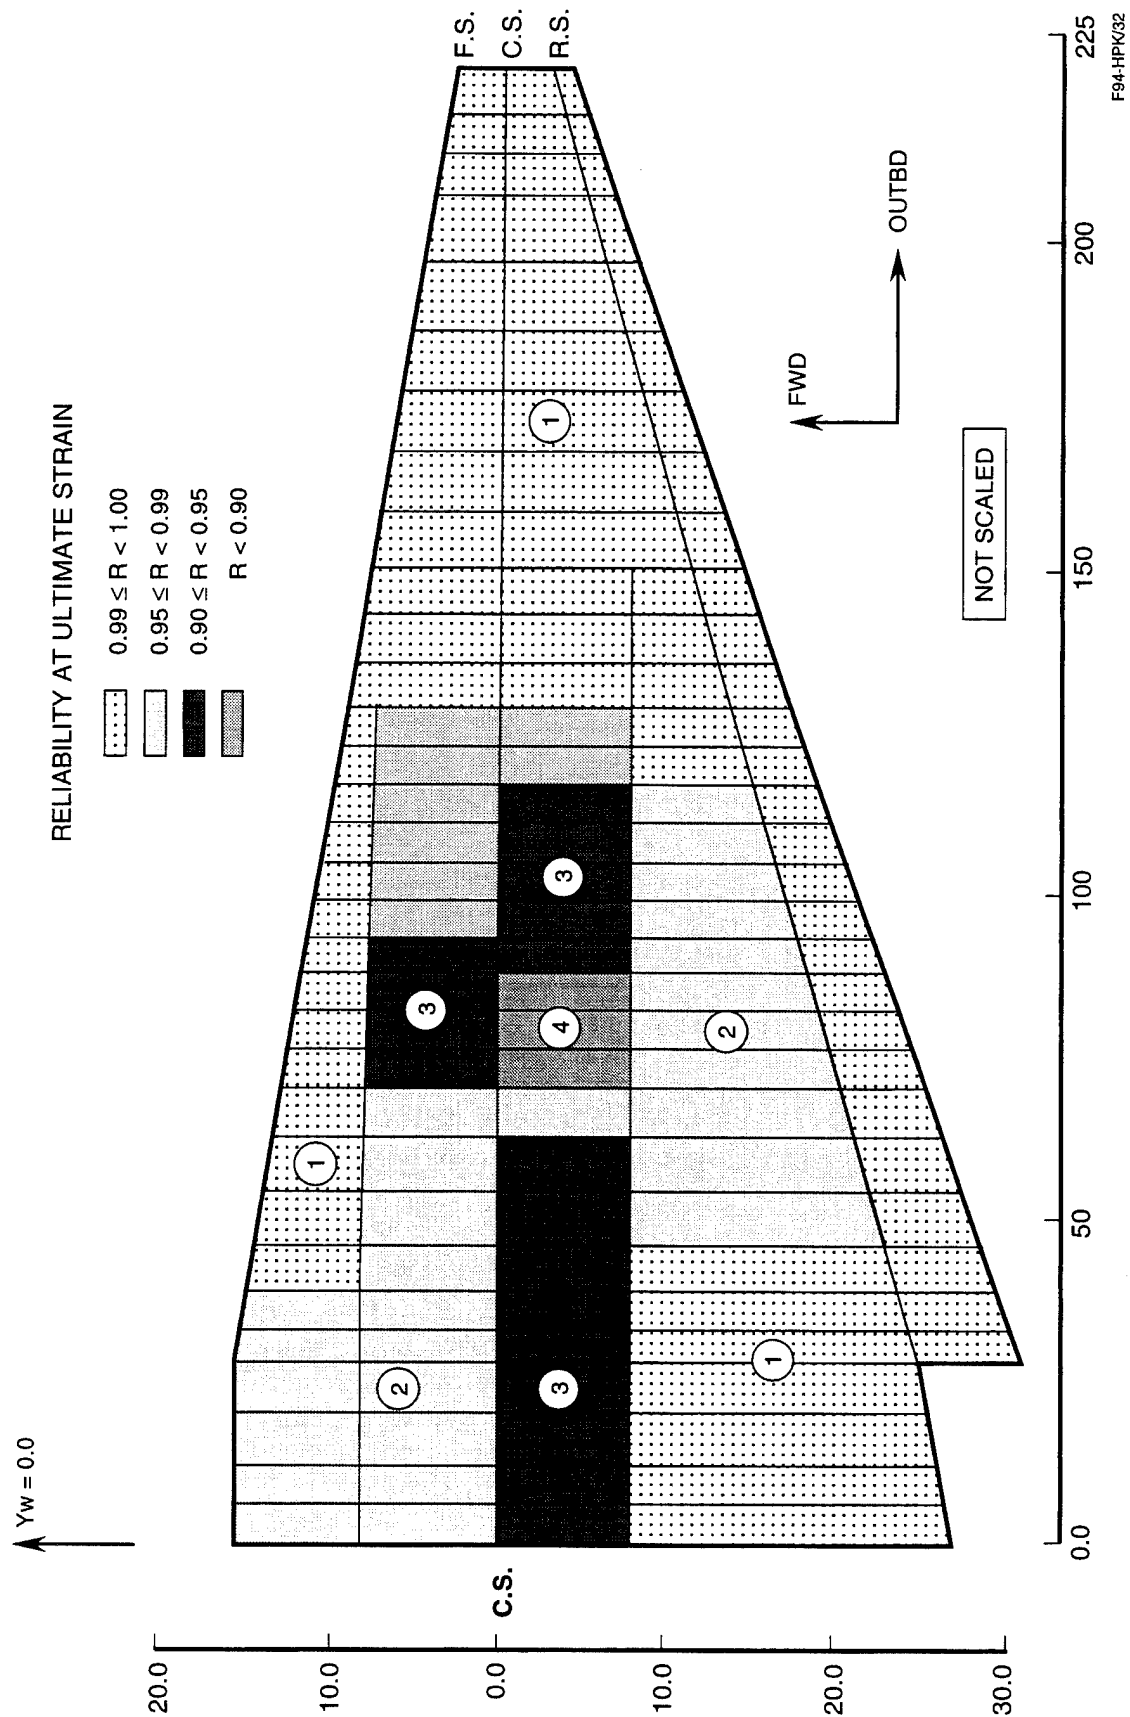 RELIABILITY AT ULTIMATE STRAIN
0.99 ≤ R < 1.00
0.95 ≤ R < 0.99
0.90 ≤ R < 0.95
R < 0.90
Yw = 0.0
F.S.
C.S.
R.S.
1
1
3
3
2
4
3
2
1
C.S.
FWD
OUTBD
NOT SCALED
20.0
10.0
0.0
10.0
20.0
30.0
0.0
50
100
150
200
225
F94-HPK/32